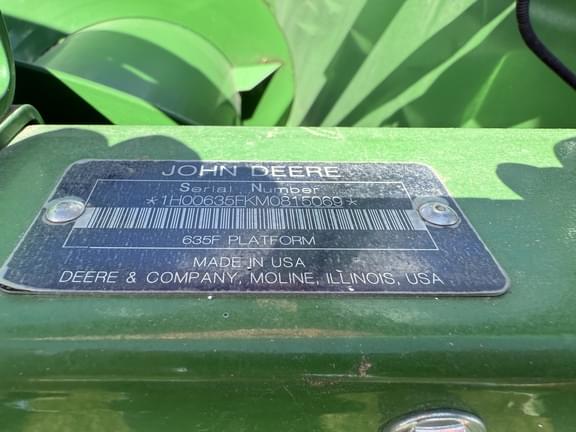 JOHN DEERE
Serial Number
*1H00635FKM0815069*
635F PLATFORM
MADE IN USA
DEERE & COMPANY, MOLINE, ILLINOIS, USA